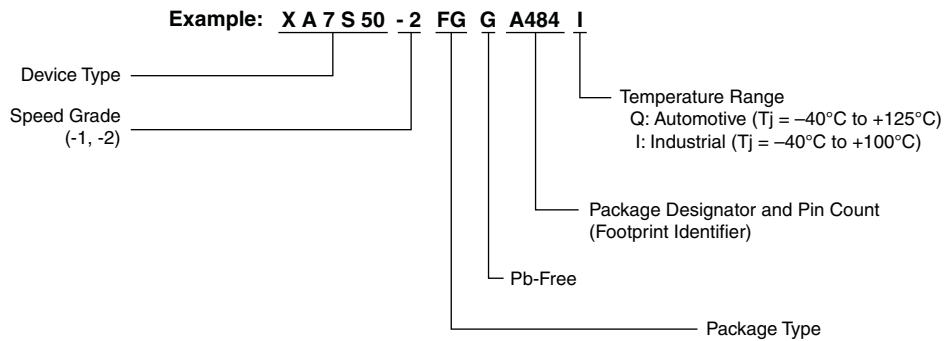 Example: X A 7 S 50 - 2 FG G A484 I
Device Type
Speed Grade
(-1, -2)
Temperature Range
Q: Automotive (Tj = –40°C to +125°C)
I: Industrial (Tj = –40°C to +100°C)
Package Designator and Pin Count
(Footprint Identifier)
Pb-Free
Package Type